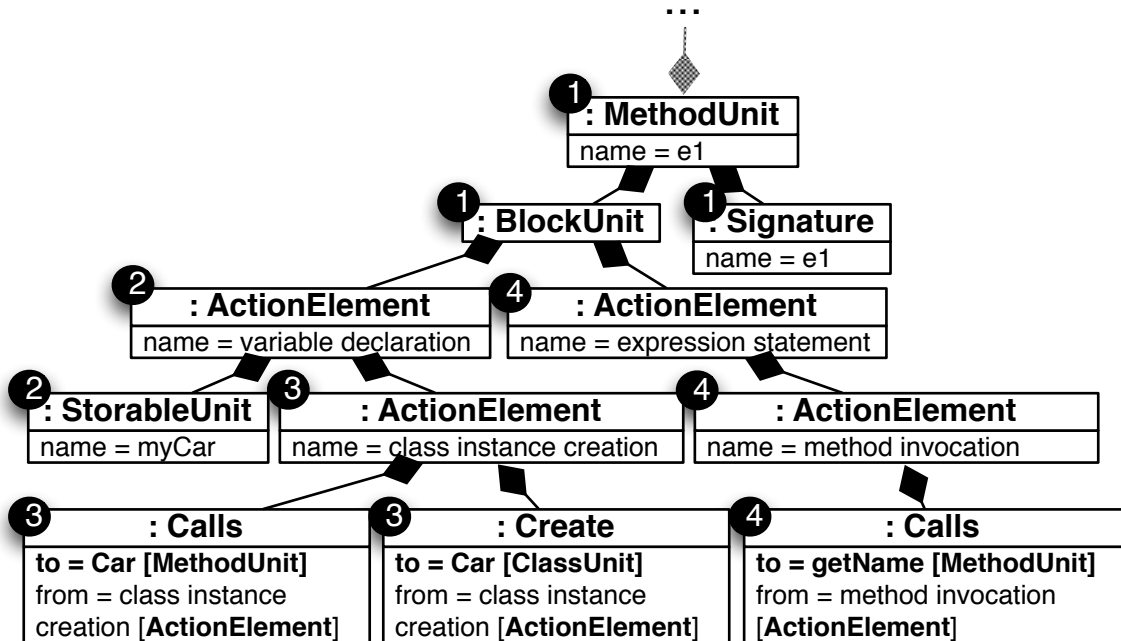 ...
1
: MethodUnit
name = e1
1
: BlockUnit
1
: Signature
name = e1
2
: ActionElement
name = variable declaration
4
: ActionElement
name = expression statement
2
: StorableUnit
name = myCar
3
: ActionElement
name = class instance creation
4
: ActionElement
name = method invocation
3
: Calls
to = Car [MethodUnit]
from = class instance
creation [ActionElement]
3
: Create
to = Car [ClassUnit]
from = class instance
creation [ActionElement]
4
: Calls
to = getName [MethodUnit]
from = method invocation
[ActionElement]